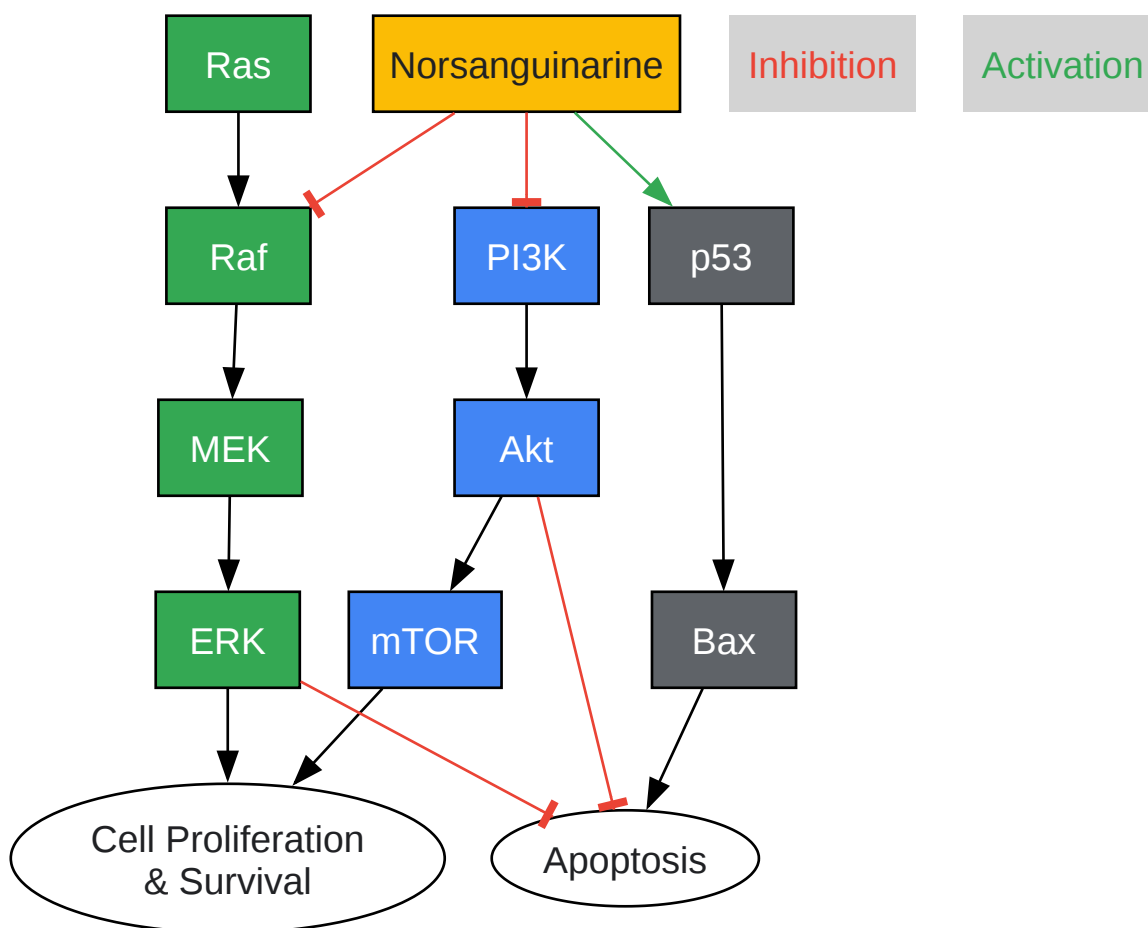 Ras
Norsanguinarine
Inhibition
Activation
Raf
PI3K
p53
MEK
Akt
ERK
mTOR
Bax
Cell Proliferation
& Survival
Apoptosis